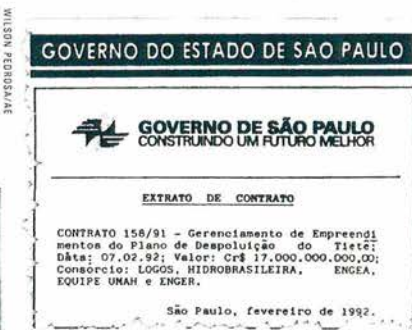 WILSON PEDROSA/AE
GOVERNO DO ESTADO DE SAO PAULO
GOVERNO DE SÃO PAULO
CONSTRUINDO UM FUTURO MELHOR
EXTRATO DE CONTRATO
CONTRATO 158/91 - Gerenciamento de Empreendi
mentos do Plano de Despoluição do Tietê;
Dâta; 07.02.92; Valor: Cr$ 17.000.000.000,00;
Consórcio: LOGOS, HIDROBRASILEIRA, ENGEA,
EQUIPE UMAH e ENGER.
São Paulo, fevereiro de 1992.